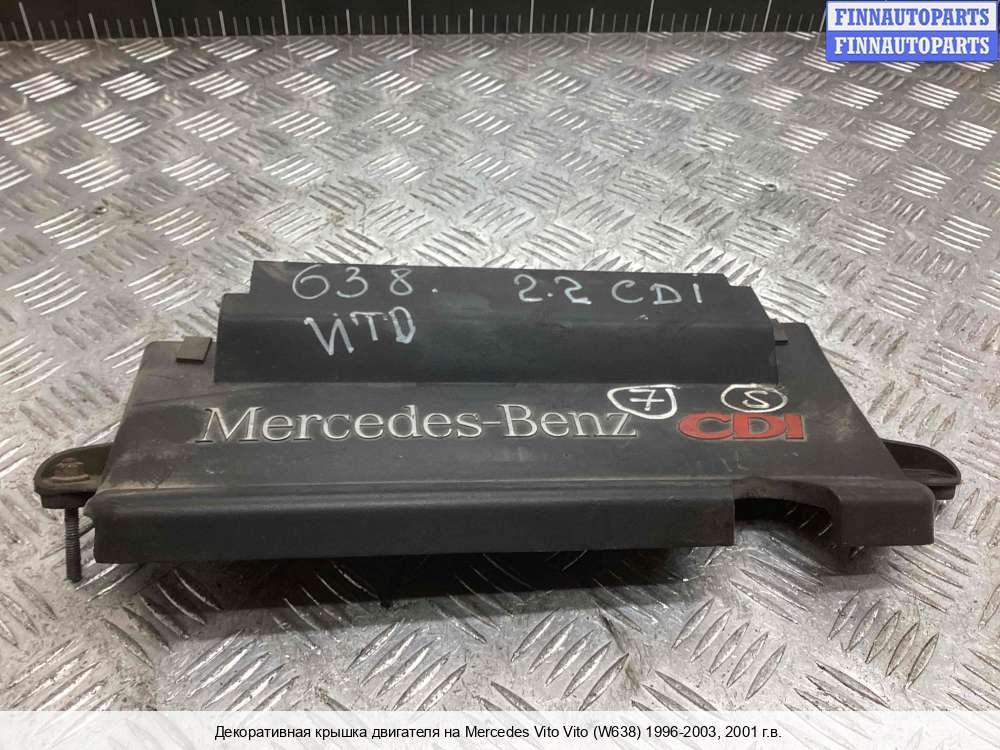 FINNAUTOPARTS
FINNAUTOPARTS
638. 2.2 CDI
VITO
7 S
Mercedes-Benz CDI
Декоративная крышка двигателя на Mercedes Vito Vito (W638) 1996-2003, 2001 г.в.